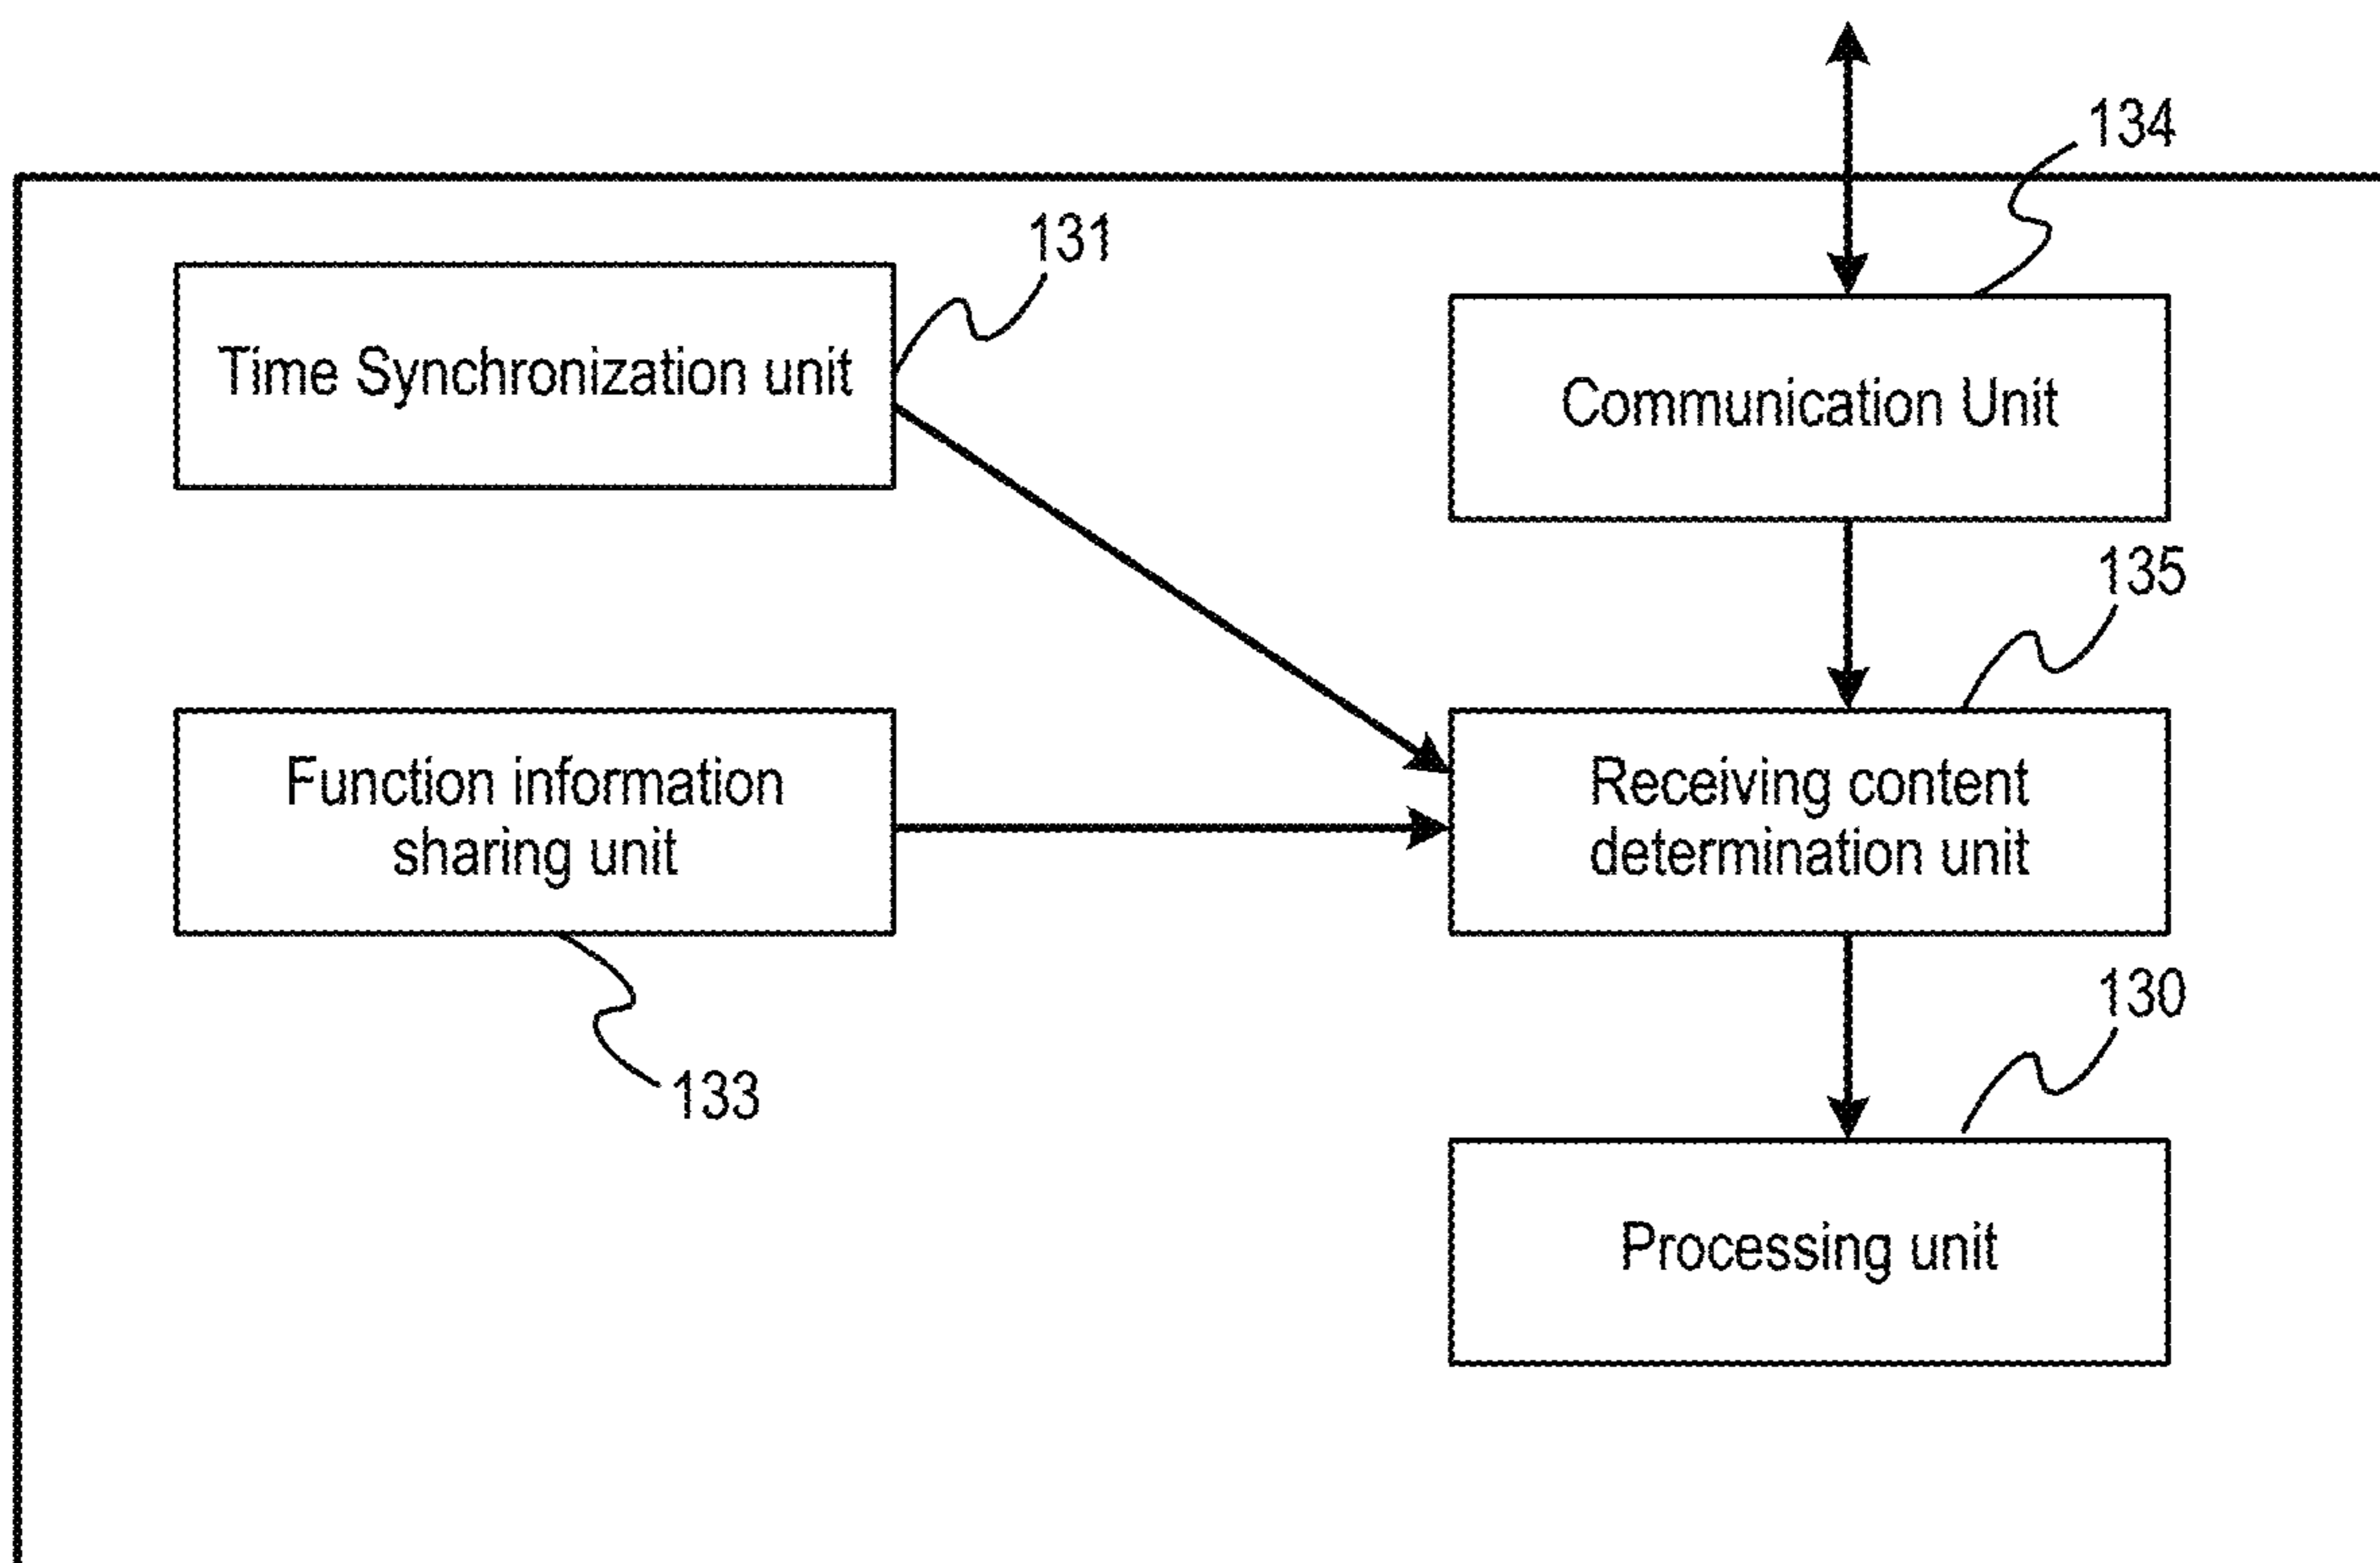 134
131
Time Synchronization unit
Communication Unit
135
Function information
sharing unit
Receiving content
determination unit
130
133
Processing unit